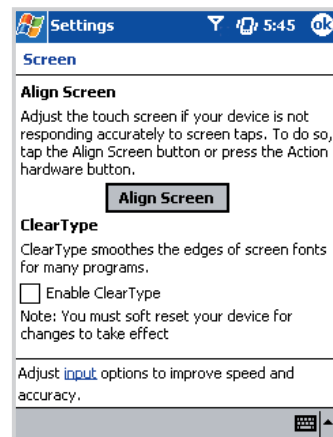 Settings 5:45 ok
Screen
Align Screen
Adjust the touch screen if your device is not
responding accurately to screen taps. To do so,
tap the Align Screen button or press the Action
hardware button.
Align Screen
ClearType
ClearType smoothes the edges of screen fonts
for many programs.
Enable ClearType
Note: You must soft reset your device for
changes to take effect
Adjust input options to improve speed and
accuracy.